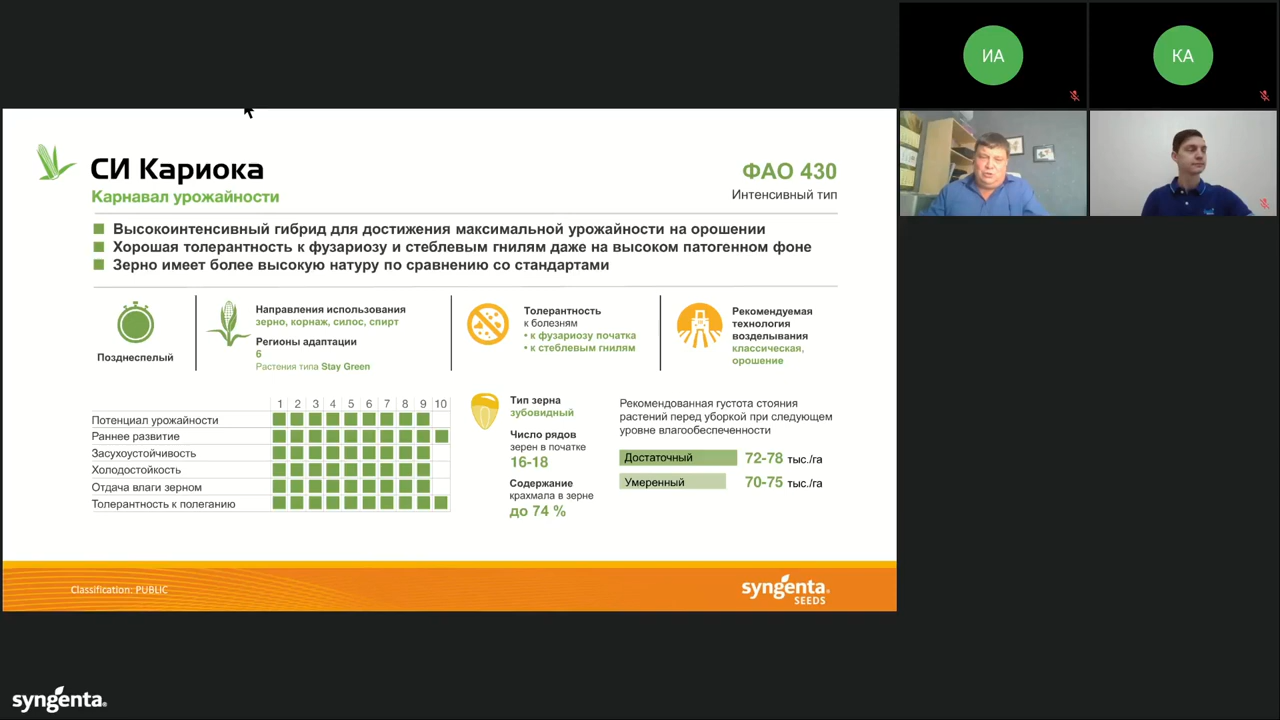 ИА
КА
СИ Кариока
Карнавал урожайности
ФАО 430
Интенсивный тип
Высокоинтенсивный гибрид для достижения максимальной урожайности на орошении
Хорошая толерантность к фузариозу и стеблевым гнилям даже на высоком патогенном фоне
Зерно имеет более высокую натуру по сравнению со стандартами
Позднеспелый
Направления использования
зерно, корнаж, силос, спирт
Регионы адаптации
6
Растения типа Stay Green
Толерантность
к болезням
• к фузариозу початка
• к стеблевым гнилям
Рекомендуемая
технология
возделывания
классическая,
орошение
1 2 3 4 5 6 7 8 9 10
Потенциал урожайности
Раннее развитие
Засухоустойчивость
Холодостойкость
Отдача влаги зерном
Толерантность к полеганию
Тип зерна
зубовидный
Число рядов
зерен в початке
16-18
Содержание
крахмала в зерне
до 74 %
Рекомендованная густота стояния
растений перед уборкой при следующем
уровне влагообеспеченности
Достаточный 72-78 тыс./га
Умеренный 70-75 тыс./га
Classification: PUBLIC
syngenta.
SEEDS
syngenta.